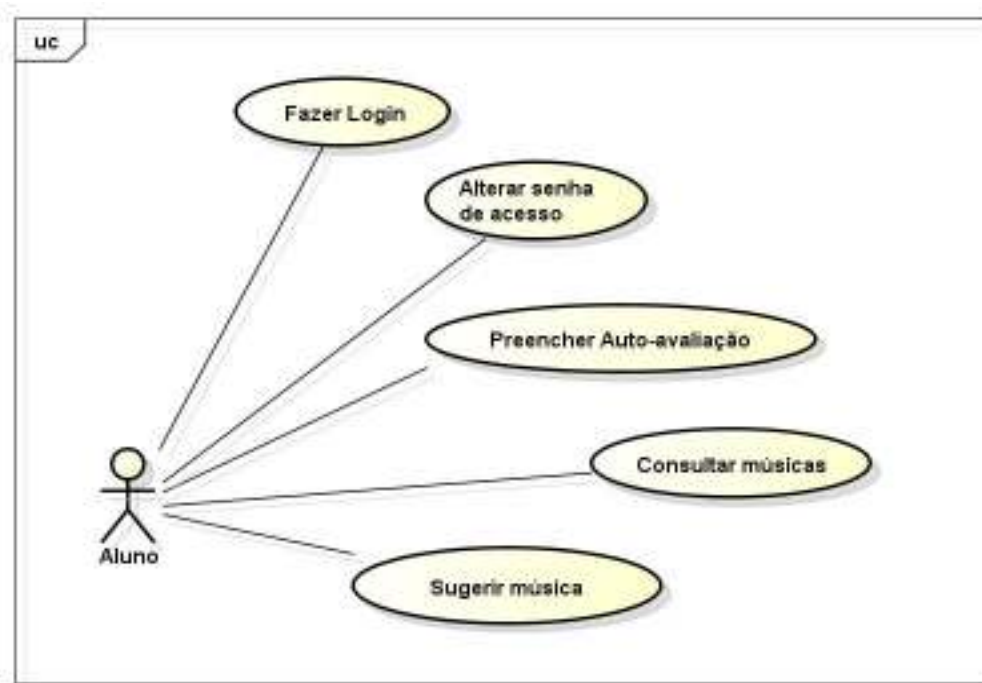 uc
Fazer Login
Alterar senha
de acesso
Preencher Auto-avaliação
Consultar músicas
Aluno
Sugerir música